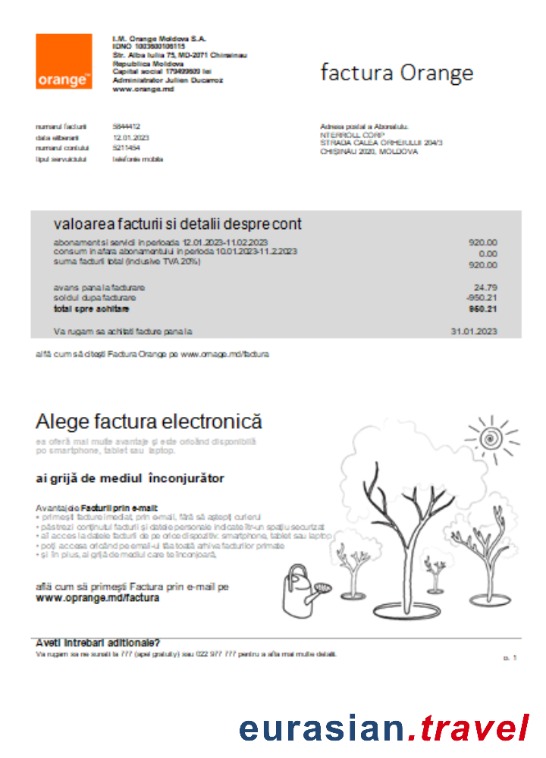 orange™
I.M. Orange Moldova S.A.
IDNO 1003600106115
Str. Alba Iulia 75, MD-2071 Chisinau
Republica Moldova
Capital social 179499609 lei
Administrator Julien Ducarroz
www.orange.md
factura Orange
numarul facturii 5844412
data eliberarii 12.01.2023
numarul contului 5211454
tipul serviciului telefonie mobila
Adresa postal a Abonatului:
NTERROLL CORP
STRADA CALEA ORHEIULUI 204/3
CHIȘINĂU 2020, MOLDOVA
valoarea facturii si detalii despre cont
abonament si servicii in perioada 12.01.2023-11.02.2023 920.00
consum in afara abonamentului in perioada 10.01.2023-11.2.2023 0.00
suma facturii total (inclusive TVA 20%) 920.00
avans pana la facturare 24.79
soldul dupa facturare -950.21
total spre achitare 950.21
Va rugam sa achitati facture pana la 31.01.2023
află cum să citești Factura Orange pe www.ornage.md/factura
Alege factura electronică
ea oferă mai multe avantaje și este oricând disponibilă
pe smartphone, tablet sau laptop.
ai grijă de mediul înconjurător
Avantajele Facturii prin e-mail:
• primești facture imediat, prin e-mail, fără să aștepți curierul
• păstrezi conținutul facturii și datele personale indicate într-un spațiu securizat
• ai acces la datele facturii de pe orice dispozitiv: smartphone, tablet sau laptop
• poți accesa oricând pe email-ul tău toată arhiva facturilor primate
• și în plus, ai grijă de mediul care te înconjoară,
află cum să primești Factura prin e-mail pe
www.oprange.md/factura
Aveti intrebari aditionale?
Va rugam sa ne sunati la 777 (apel gratuity) sau 022 977 777 pentru a afla mai multe detalii.
p. 1
eurasian.travel